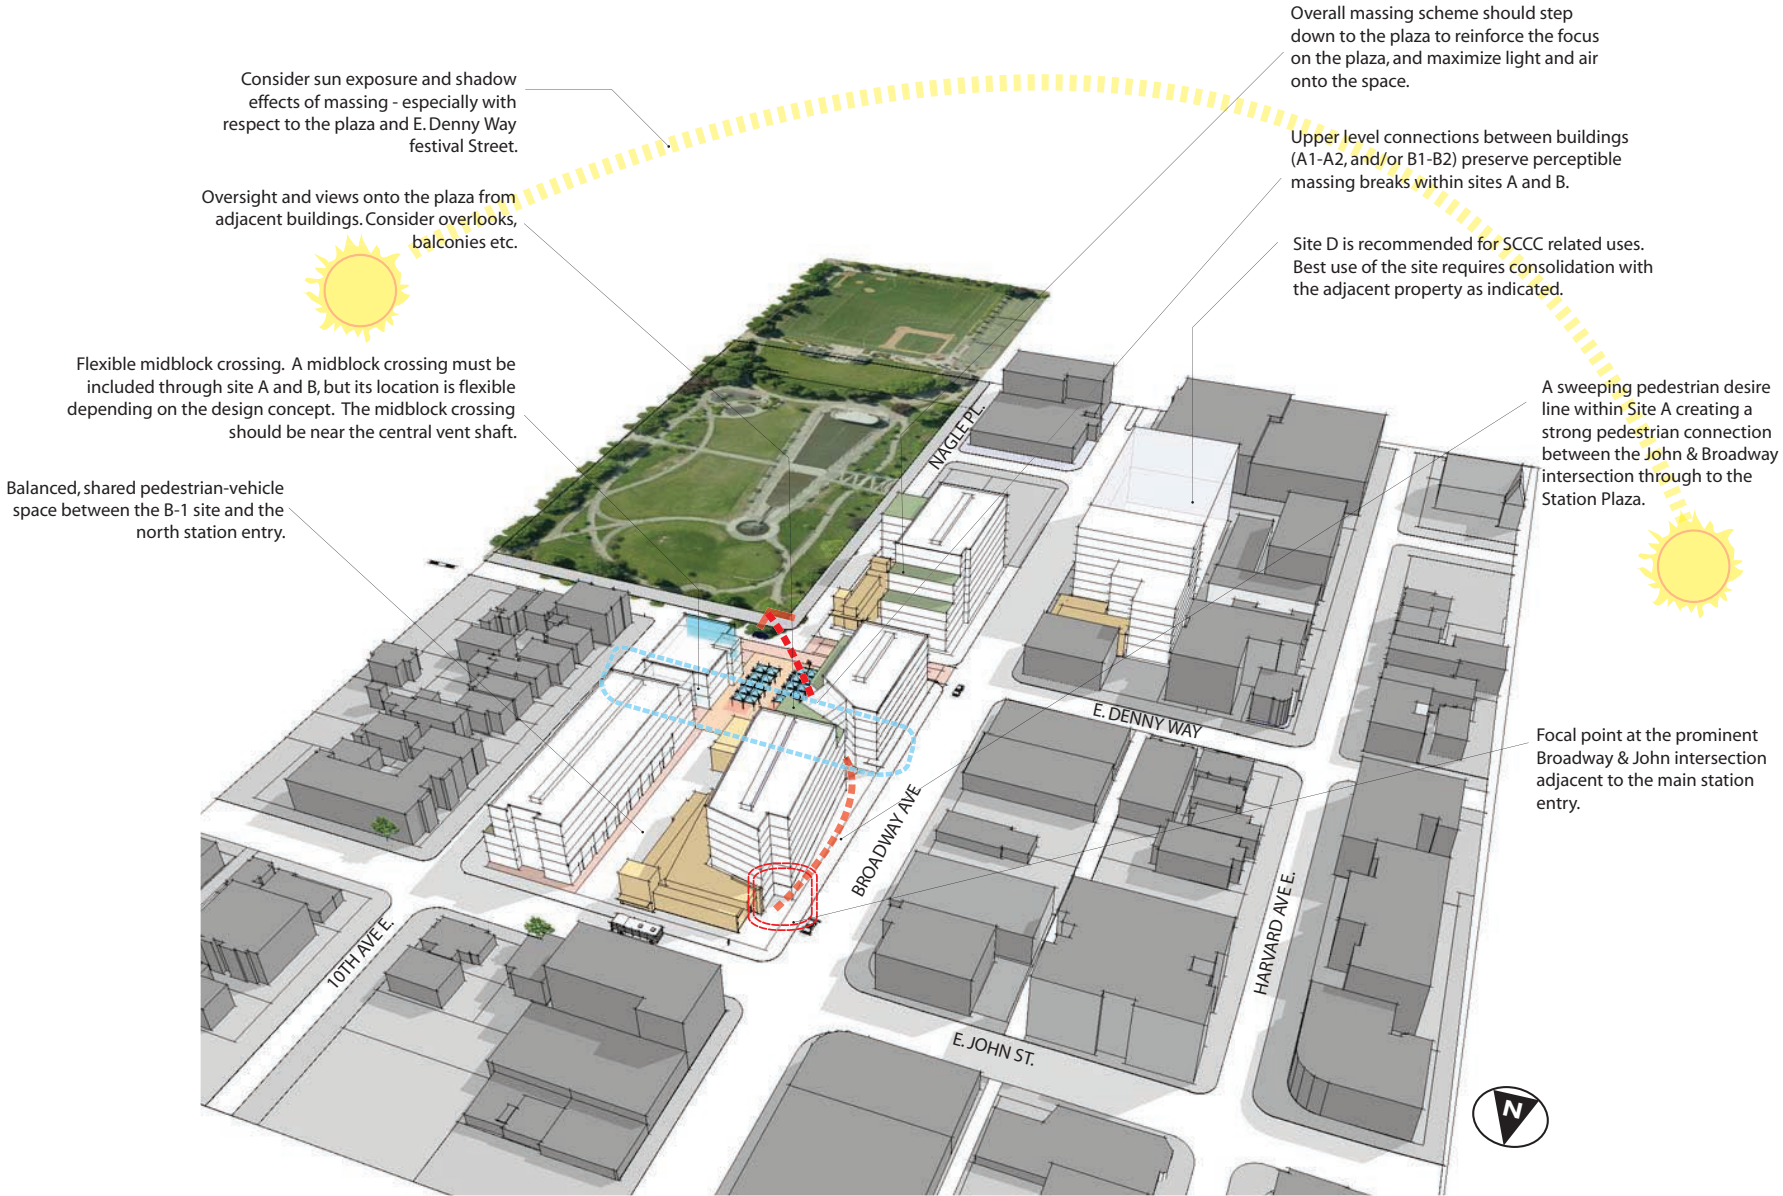 Overall massing scheme should step
down to the plaza to reinforce the focus
on the plaza, and maximize light and air
onto the space.
Consider sun exposure and shadow
effects of massing - especially with
respect to the plaza and E. Denny Way
festival Street.
Upper level connections between buildings
(A1-A2, and/or B1-B2) preserve perceptible
massing breaks within sites A and B.
Oversight and views onto the plaza from
adjacent buildings. Consider overlooks,
balconies etc.
Site D is recommended for SCCC related uses.
Best use of the site requires consolidation with
the adjacent property as indicated.
Flexible midblock crossing.  A midblock crossing must be
included through site A and B, but its location is flexible
depending on the design concept.  The midblock crossing
should be near the central vent shaft.
A sweeping pedestrian desire
line within Site A creating a
strong pedestrian connection
between the John & Broadway
intersection through to the
Station Plaza.
Balanced, shared pedestrian-vehicle
space between the B-1 site and the
north station entry.
NAGLE PL.
E. DENNY WAY
Focal point at the prominent
Broadway & John intersection
adjacent to the main station
entry.
BROADWAY AVE
HARVARD AVE E.
10TH AVE E.
E. JOHN ST.
N